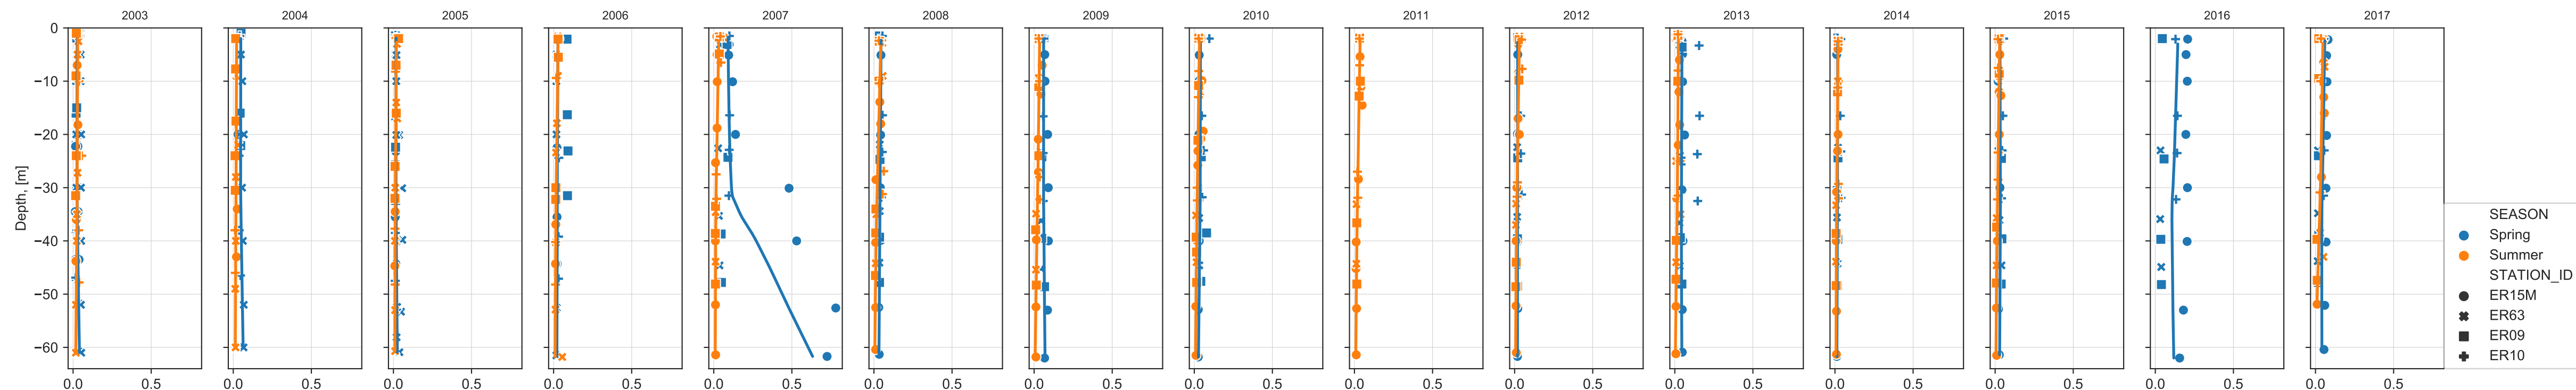 2003 2004 2005 2006 2007 2008 2009 2010 2011 2012 2013 2014 2015 2016 2017
Depth, [m]
0
−10
−20
−30
−40
−50
−60
0.0 0.5 0.0 0.5 0.0 0.5 0.0 0.5 0.0 0.5 0.0 0.5 0.0 0.5 0.0 0.5 0.0 0.5 0.0 0.5 0.0 0.5 0.0 0.5 0.0 0.5 0.0 0.5 0.0 0.5
SEASON
Spring
Summer
STATION_ID
ER15M
ER63
ER09
ER10